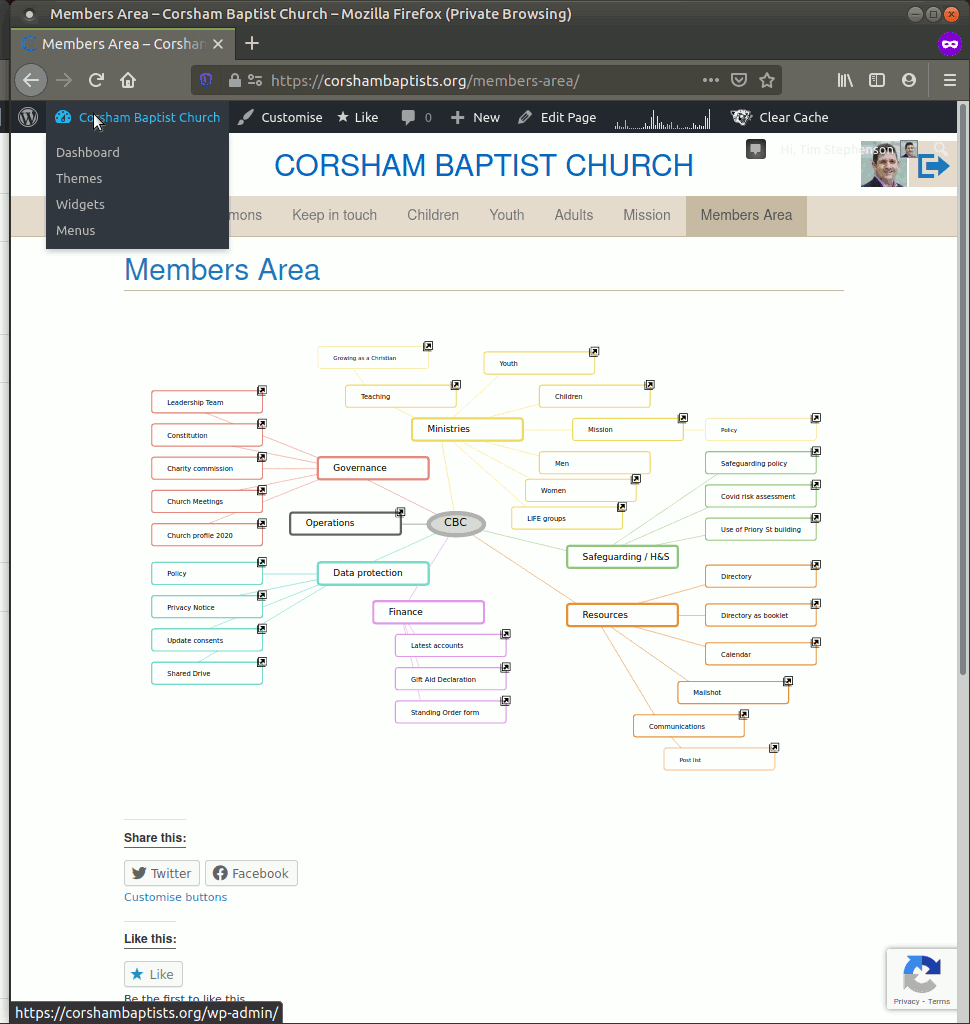 Members Area – Corsham Baptist Church – Mozilla Firefox (Private Browsing)
Members Area – Corshan
https://corshambaptists.org/members-area/
Corsham Baptist Church
Customise
Like
0
New
Edit Page
Clear Cache
Dashboard
Themes
Widgets
Menus
CORSHAM BAPTIST CHURCH
Hi, Tim Stephenson
mons
Keep in touch
Children
Youth
Adults
Mission
Members Area
Members Area
Growing as a Christian
Youth
Teaching
Children
Leadership Team
Ministries
Mission
Policy
Constitution
Governance
Men
Safeguarding policy
Charity commission
Women
Covid risk assessment
Church Meetings
LIFE groups
Operations
CBC
Use of Priory St building
Church profile 2020
Safeguarding / H&S
Policy
Data protection
Directory
Privacy Notice
Finance
Resources
Directory as booklet
Update consents
Latest accounts
Calendar
Shared Drive
Gift Aid Declaration
Mailshot
Standing Order form
Communications
Post list
Share this:
Twitter
Facebook
Customise buttons
Like this:
Like
Be the first to like this.
Privacy - Terms
https://corshambaptists.org/wp-admin/